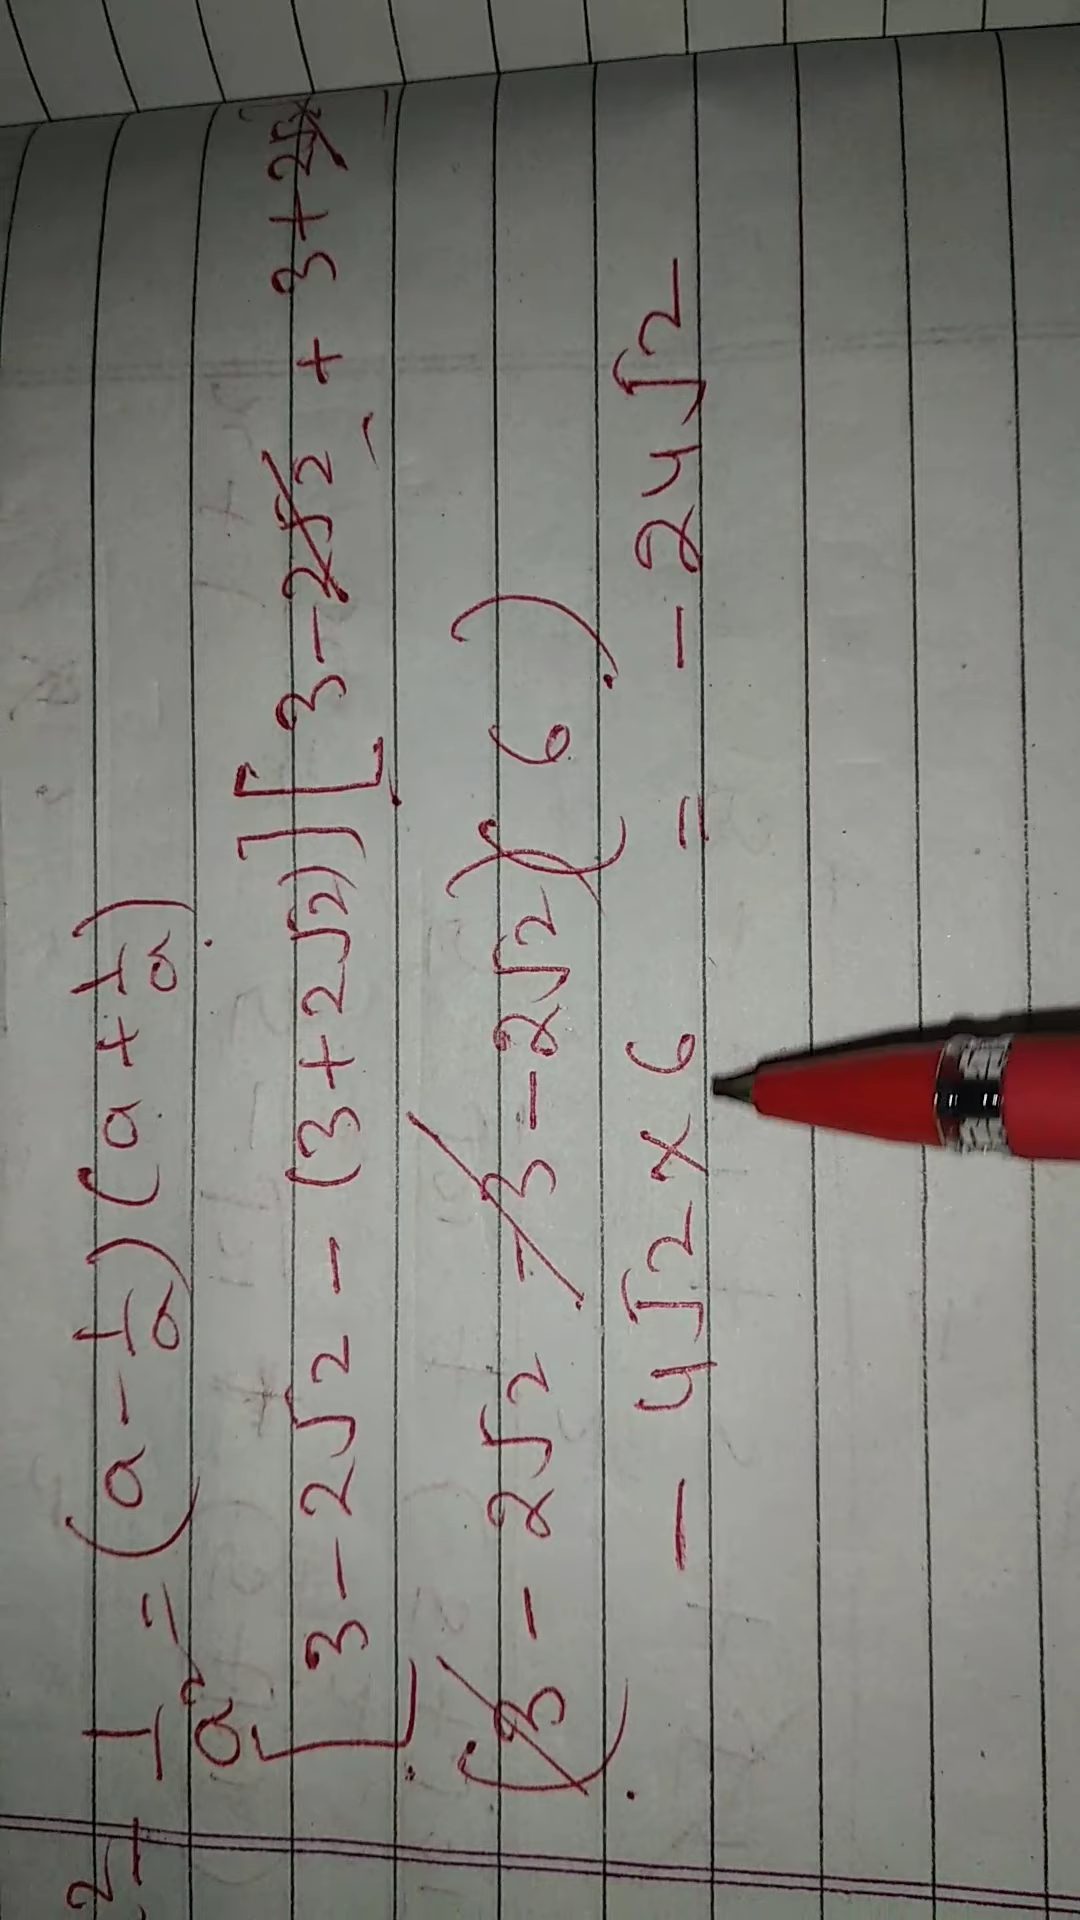 2 - 1/a² = (a - 1/a) (a + 1/a)
[3 - 2√2 - (3 + 2√2)] [3 - 2√2 + 3 + 2√2
(3 - 2√2 - 3 - 2√2)(6)
- 4√2 × 6 = - 24√2